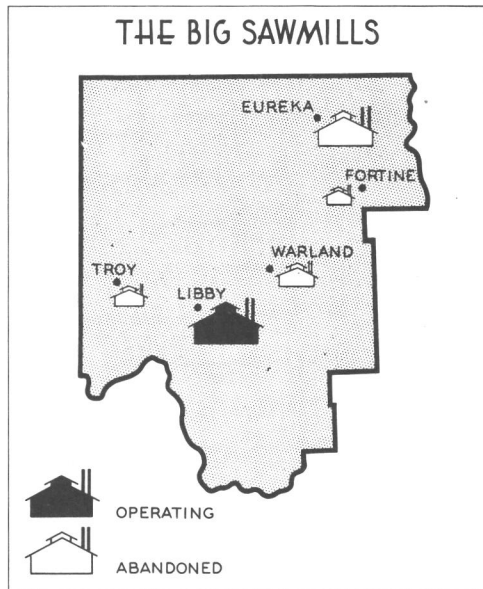 THE BIG SAWMILLS
EUREKA
FORTINE
WARLAND
TROY
LIBBY
OPERATING
ABANDONED